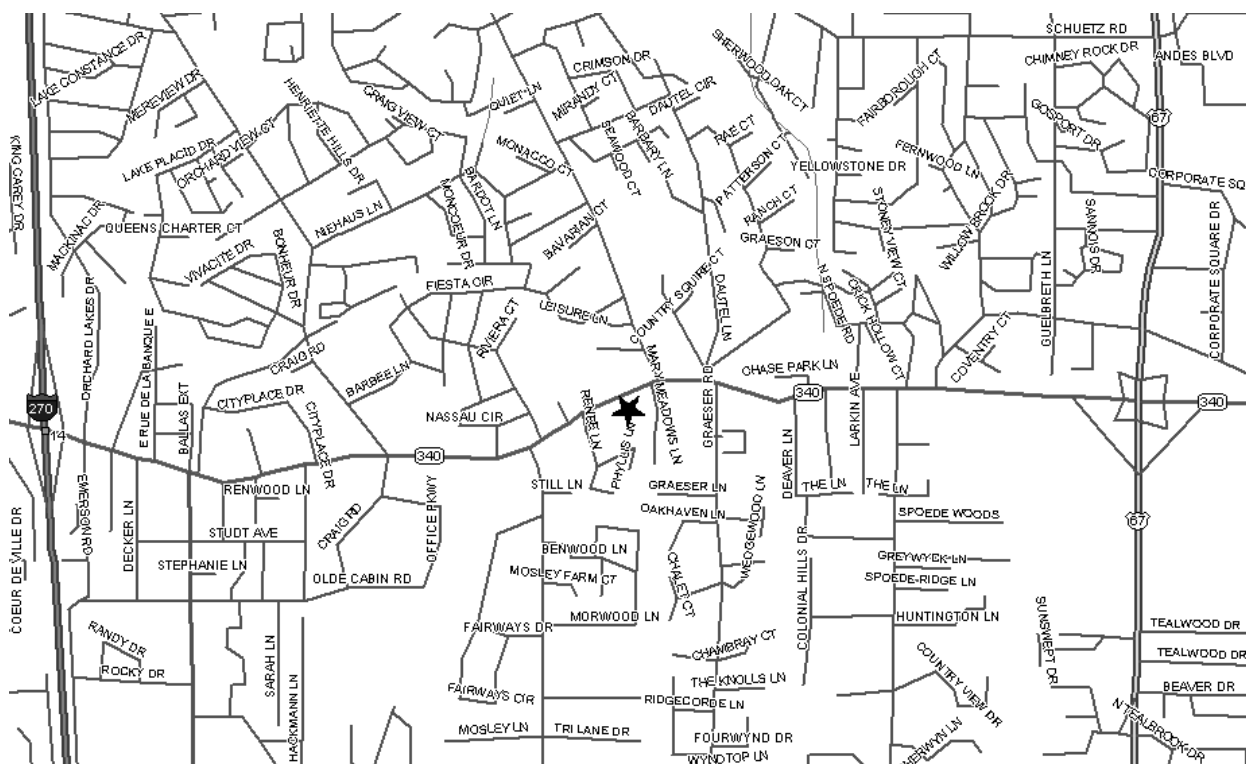 SCHUETZ RD
LAKE CONSTANCE DR
CRIMSON DR
SHERWOOD OAK CT
CHIMNEY ROCK DR
ANDES BLVD
MEREVIEW DR
HENRIETTE HILLS DR
CRAIG VIEW CT
QUIET LN
MIRANDY CT
DAUTEL CIR
FAIRBOROUGH CT
GOSPORT DR
67
BARBARY LN
SEAWOOD CT
RAE CT
LAKE PLACID DR
ORCHARD VIEW CT
MONACCO CT
PATTERSON CT
YELLOWSTONE DR
FERNWOOD LN
CORPORATE SQ
MACKINAC DR
QUEENS CHARTER CT
NIEHAUS LN
MONCOEUR DR
BARDOT LN
BAVARIAN CT
RANCH CT
GRAESON CT
STONEY VIEW CT
WILLOW BROOK DR
SANNOIS DR
CORPORATE SQUARE DR
VIVACITE DR
BONHEUR DR
FIESTA CIR
LEISURE LN
COUNTRY SQUIRE CT
DAUTEL LN
N SPOEDE RD
CRICK HOLLOW CT
GUELBRETH LN
ORCHARD LAKES DR
E RUE DE LA BANQUE E
BALLAS EXT
CRAIG RD
RIVIERA CT
BARBEE LN
CITYPLACE DR
CITYPLACE DR
NASSAU CIR
MARY MEADOWS LN
GRAESER RD
CHASE PARK LN
COVENTRY CT
LARKIN AVE
340
340
270
14
340
RENEE LN
PHYLLIS LN
DEAVER LN
RENWOOD LN
STILL LN
GRAESER LN
THE LN
THE LN
EMERSON RD
DECKER LN
CRAIG RD
OFFICE PKWY
OAKHAVEN LN
WEDGEWOOD LN
SPOEDE WOODS
67
COEUR DE VILLE DR
STUDT AVE
STEPHANIE LN
OLDE CABIN RD
BENWOOD LN
MOSLEY FARM CT
CHALET CT
COLONIAL HILLS DR
SPOEDE-RIDGE LN
MORWOOD LN
HUNTINGTON LN
RANDY DR
ROCKY DR
SARAH LN
HACKMANN LN
FAIRWAYS DR
CHAMBRAY CT
SUNSWEPT DR
TEALWOOD DR
TEALWOOD DR
FAIRWAYS CIR
THE KNOLLS LN
RIDGECORDE LN
COUNTRY VIEW DR
BEAVER DR
MOSLEY LN
TRI LANE DR
FOURWYND DR
WYNDTOP LN
N TEALBROOK DR